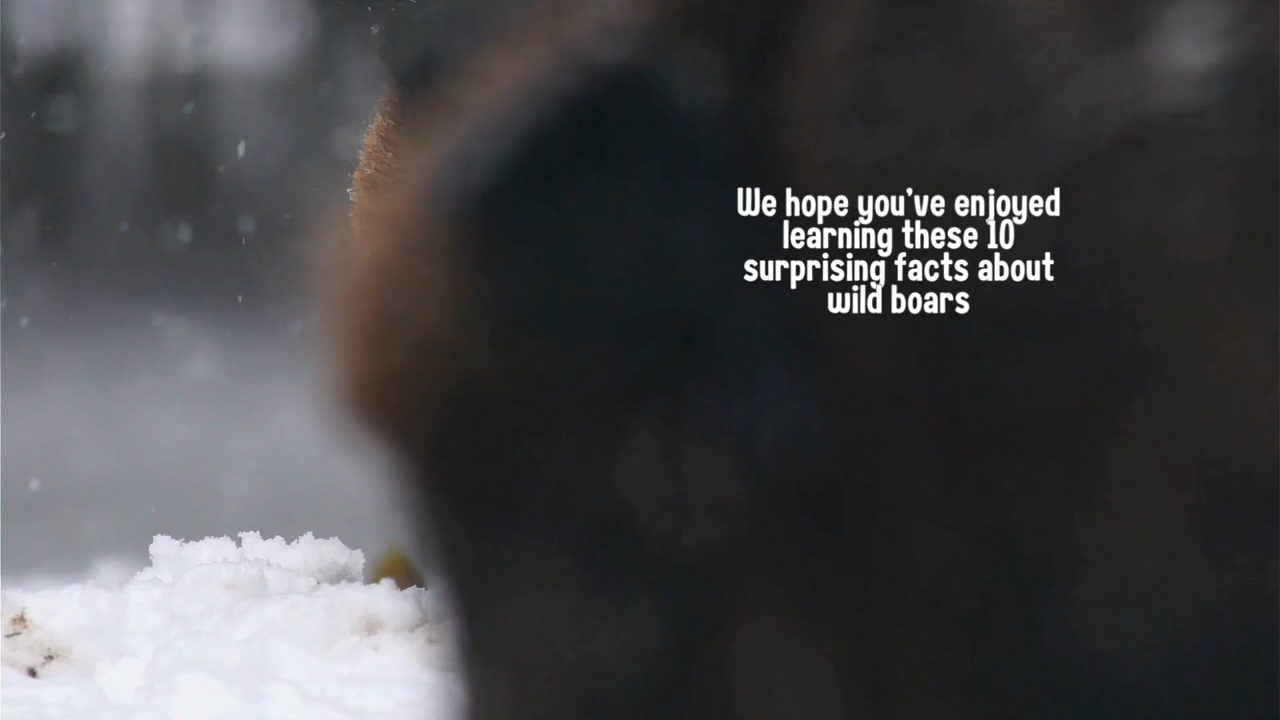 We hope you've enjoyed
learning these 10
surprising facts about
wild boars